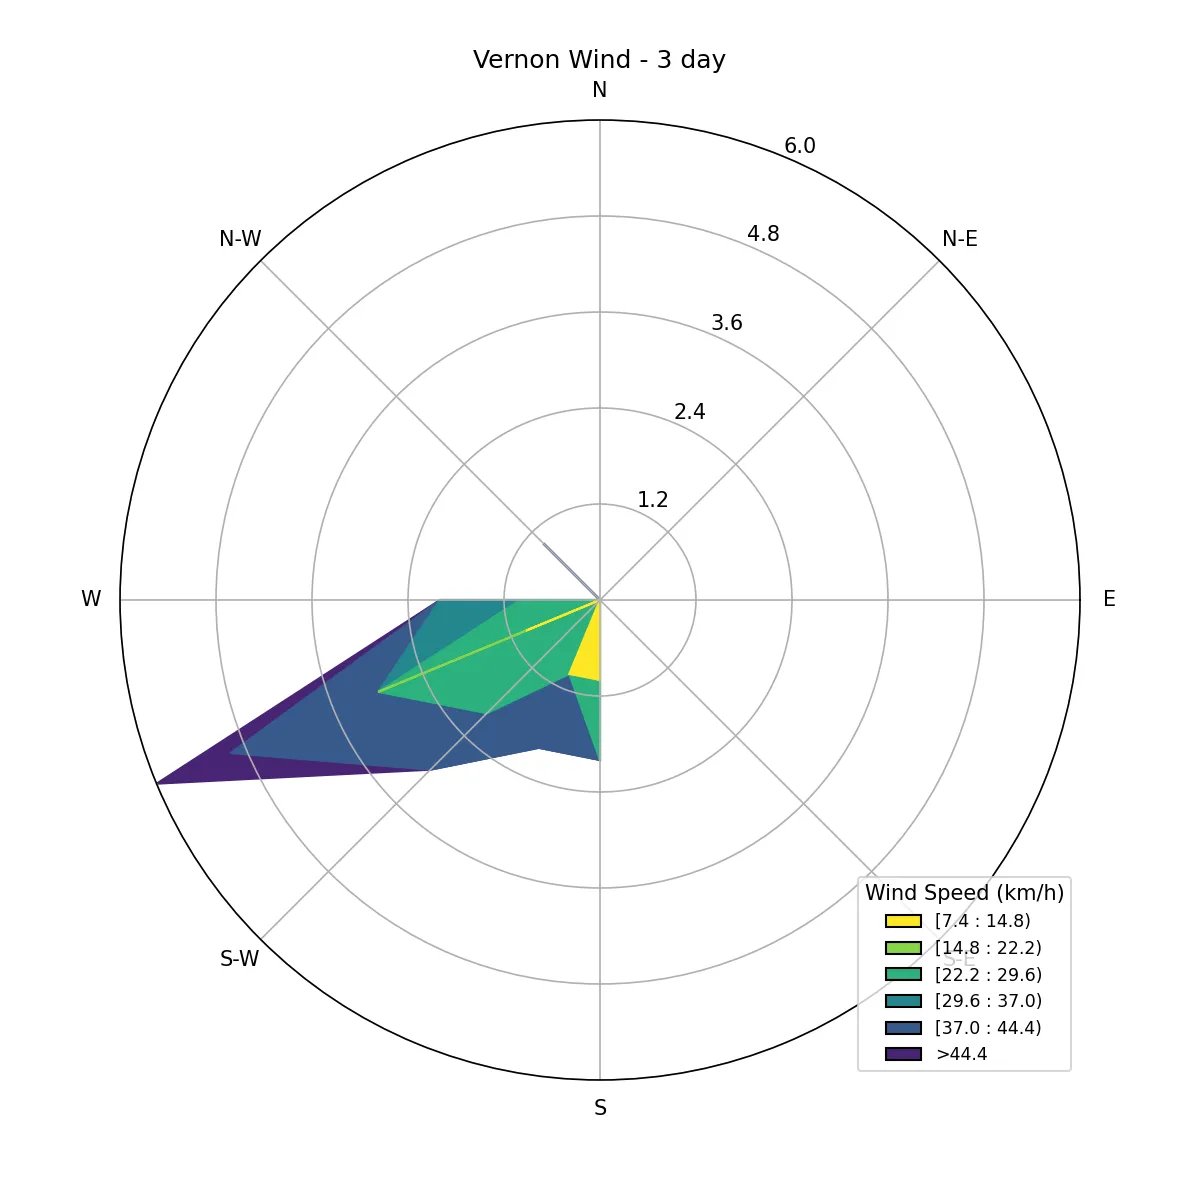 Vernon Wind - 3 day
N
6.0
4.8
N-W
N-E
3.6
2.4
1.2
W
E
Wind Speed (km/h)
[7.4 : 14.8)
[14.8 : 22.2)
S-W
S-E
[22.2 : 29.6)
[29.6 : 37.0)
[37.0 : 44.4)
>44.4
S